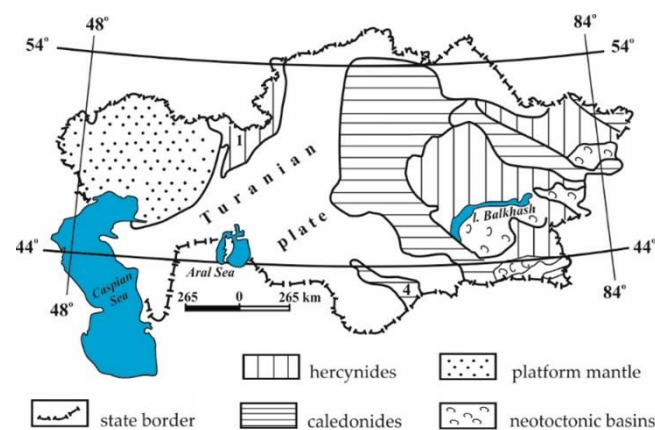 48°
84°
54°
54°
1
Turanian
plate
l. Balkhash
44°
44°
Aral Sea
Caspian
Sea
48°
84°
4
265 0 265 km
hercynides
platform mantle
state border
caledonides
neotoctonic basins